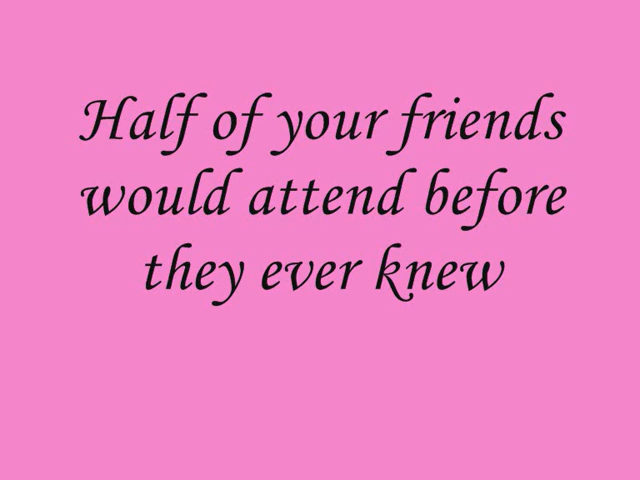 Half of your friends
would attend before
they ever knew